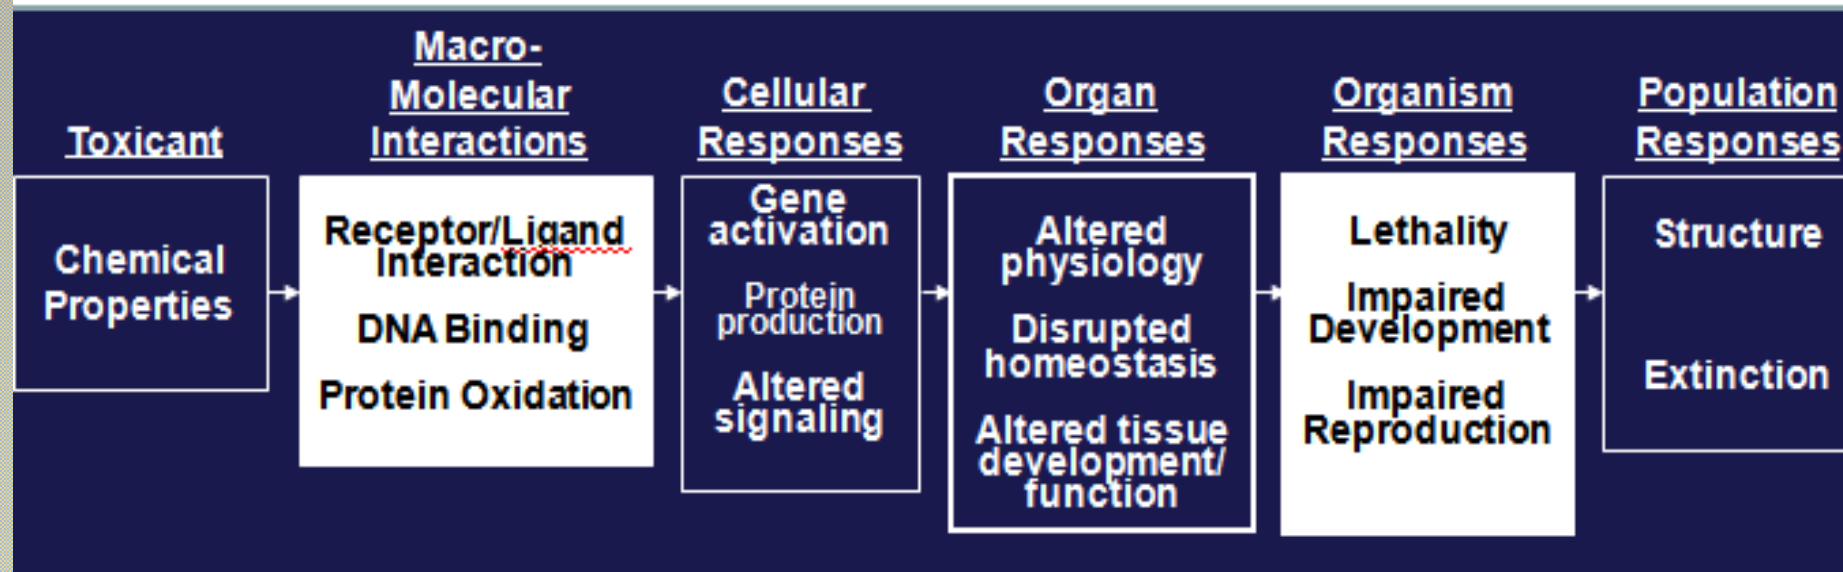 Toxicant
Chemical
Properties
Macro-
Molecular
Interactions
Receptor/Ligand
Interaction
DNA Binding
Protein Oxidation
Cellular
Responses
Gene
activation
Protein
production
Altered
signaling
Organ
Responses
Altered
physiology
Disrupted
homeostasis
Altered tissue
development/
function
Organism
Responses
Lethality
Impaired
Development
Impaired
Reproduction
Population
Responses
Structure
Extinction